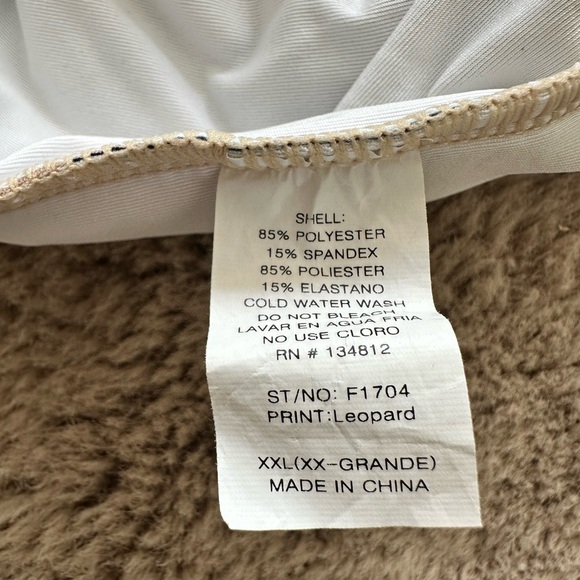 SHELL:
85% POLYESTER
15% SPANDEX
85% POLIESTER
15% ELASTANO
COLD WATER WASH
DO NOT BLEACH
LAVAR EN AGUA FRIA
NO USE CLORO
RN # 134812
ST/NO: F1704
PRINT:Leopard
XXL(XX-GRANDE)
MADE IN CHINA